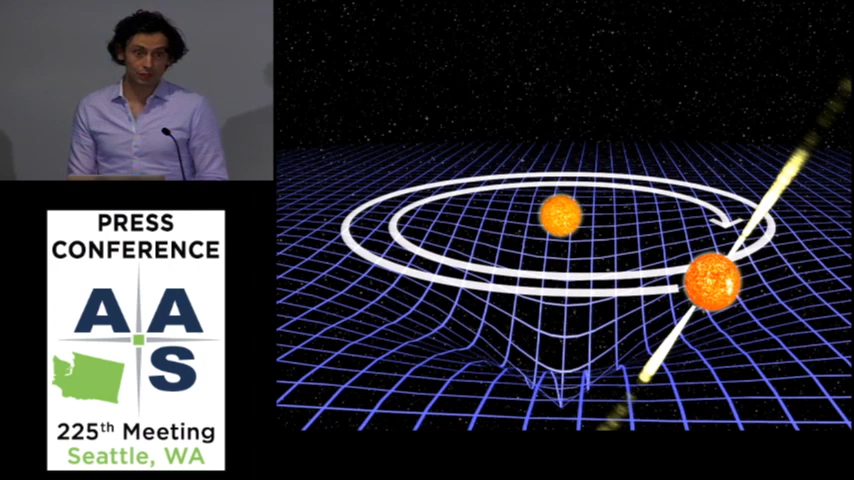 PRESS
CONFERENCE
A A
S
225th Meeting
Seattle, WA